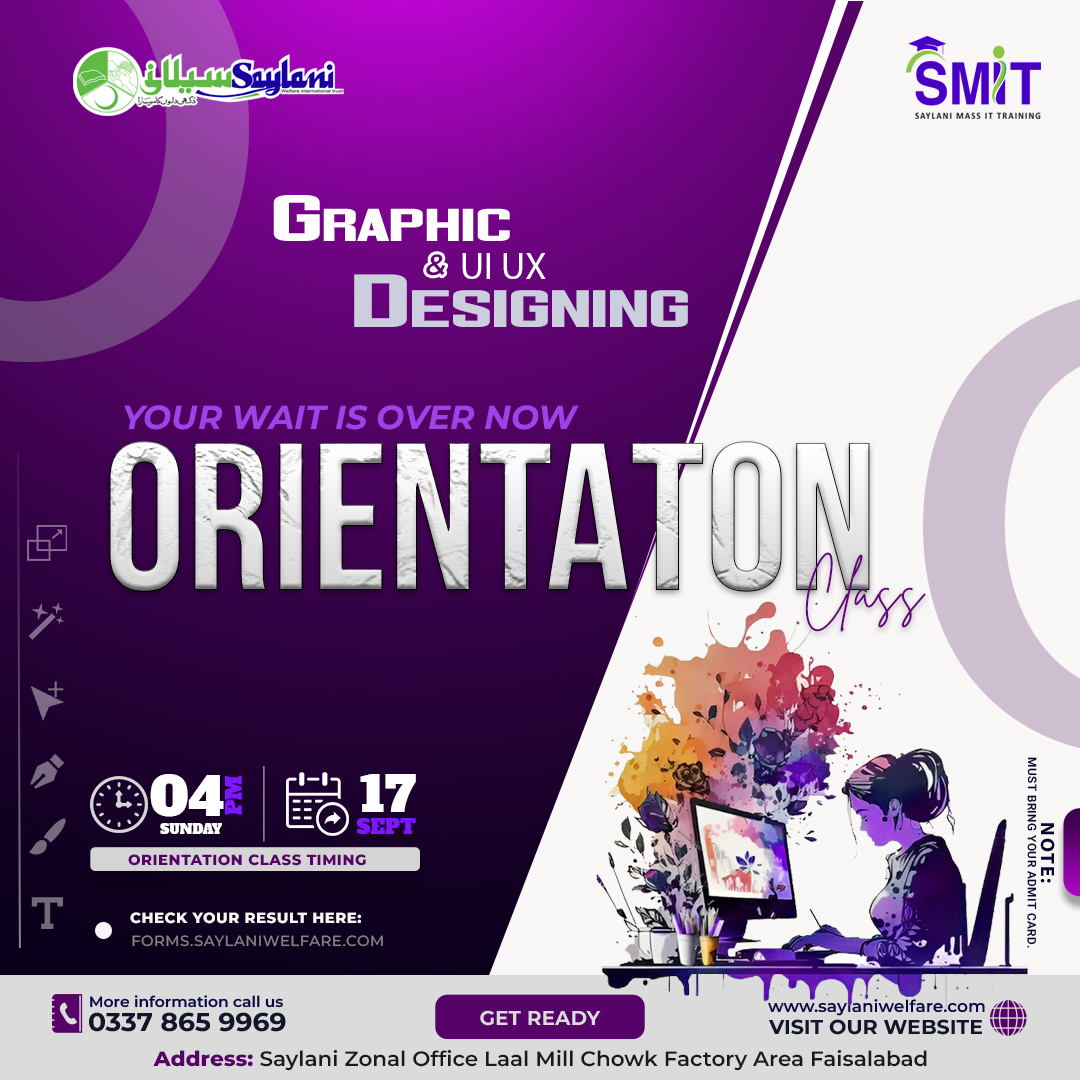 سیلانی Saylani
Welfare International trust
SMIT
SAYLANI MASS IT TRAINING
GRAPHIC
& UI UX
DESIGNING
YOUR WAIT IS OVER NOW
ORIENTATON
Class
04 PM
SUNDAY
17
SEPT
ORIENTATION CLASS TIMING
CHECK YOUR RESULT HERE:
FORMS.SAYLANIWELFARE.COM
T
NOTE:
MUST BRING YOUR ADMIT CARD.
More information call us
0337 865 9969
GET READY
www.saylaniwelfare.com
VISIT OUR WEBSITE
Address: Saylani Zonal Office Laal Mill Chowk Factory Area Faisalabad